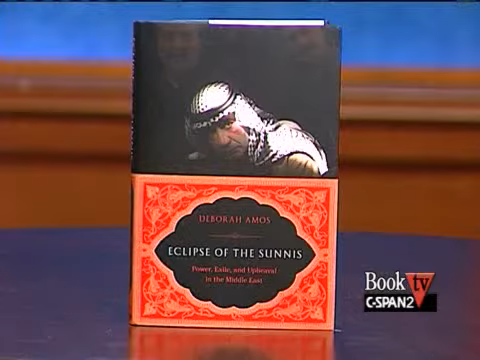 DEBORAH AMOS
ECLIPSE OF THE SUNNIS
Power, Exile, and Upheaval
in the Middle East
Book tv
C-SPAN2